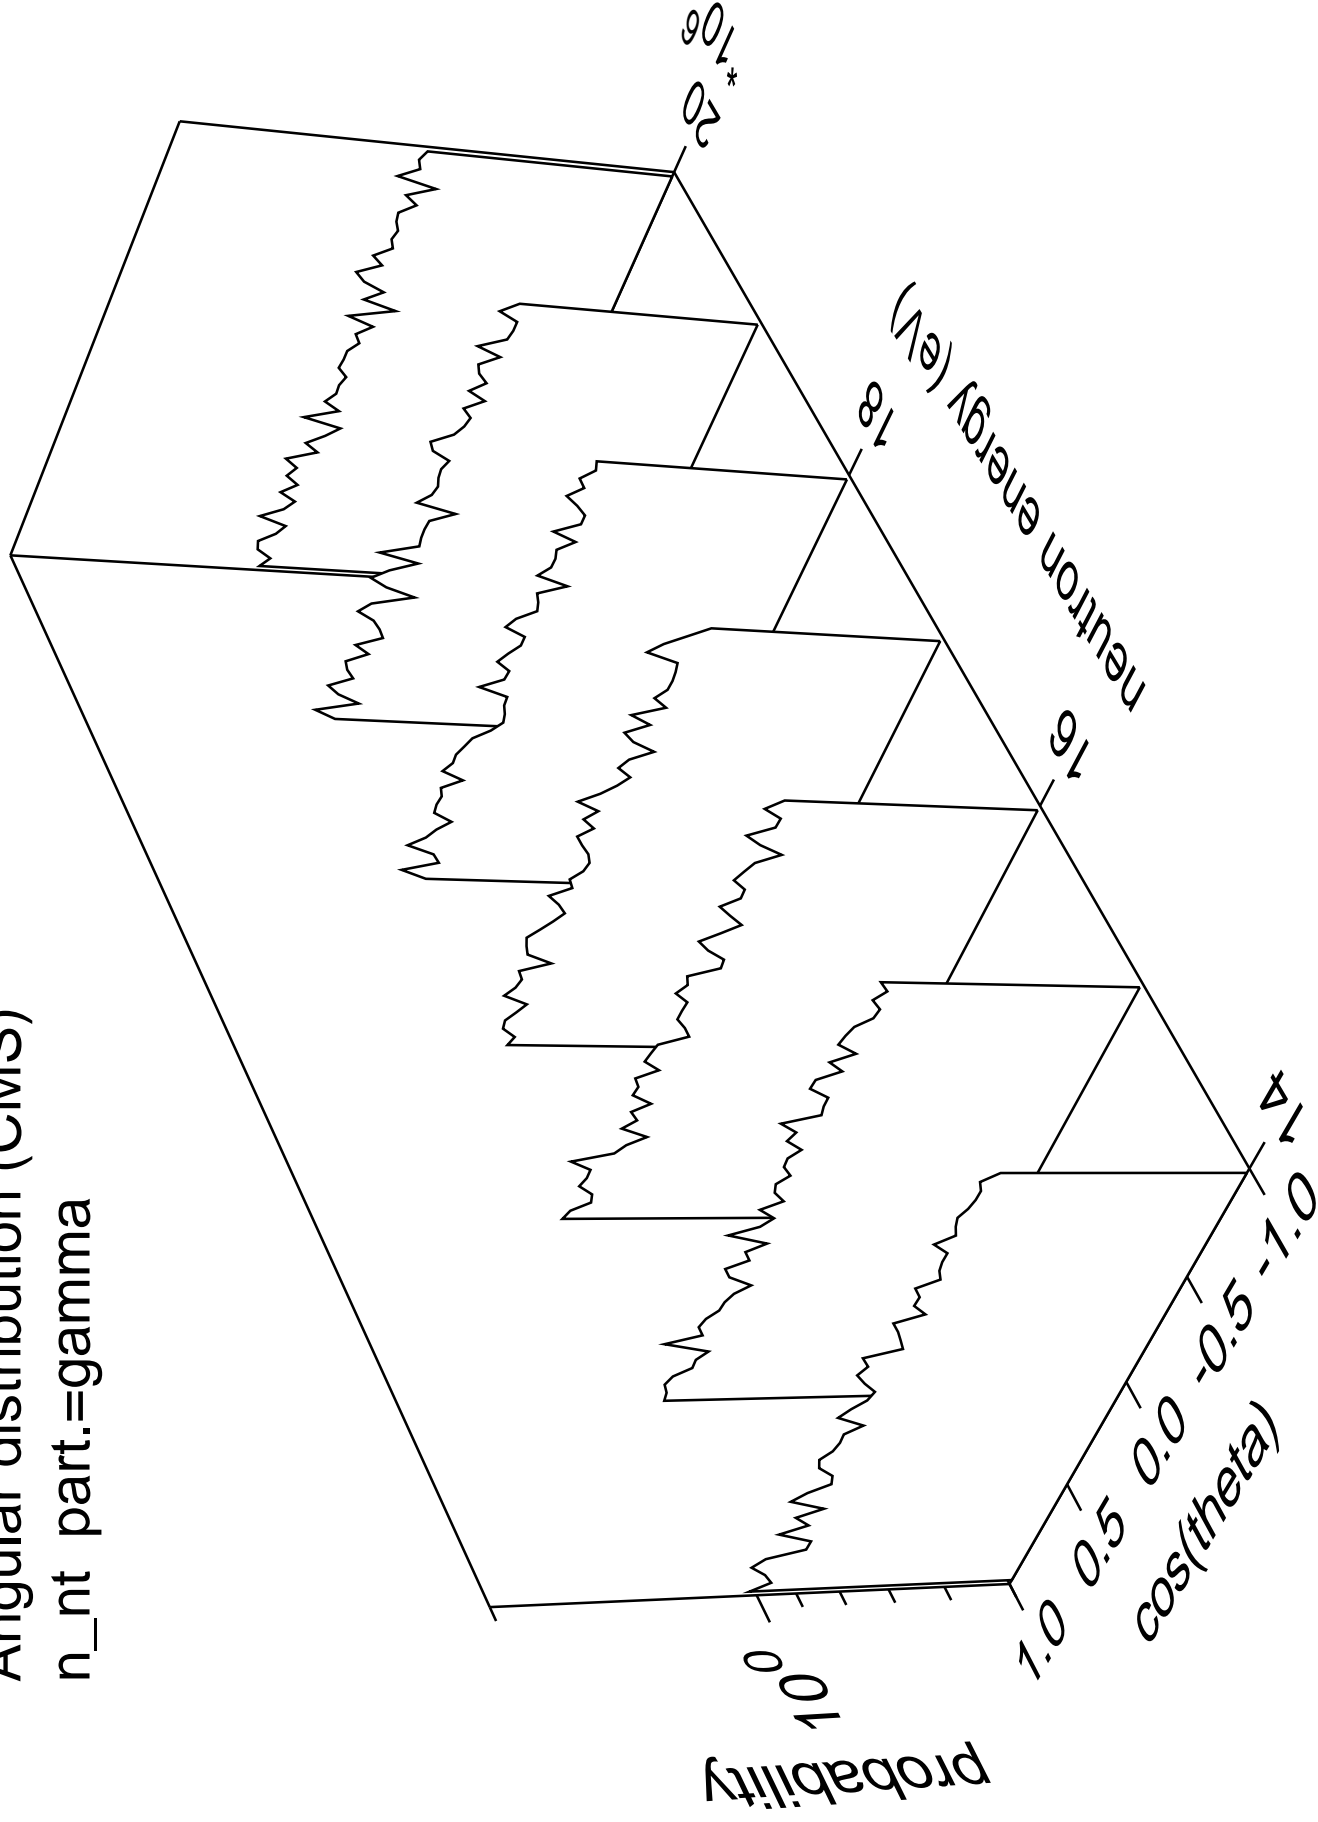 Angular distribution (CMS)
n_nt part.=gamma
probability
10^0
1.0
0.5
0.0
-0.5
-1.0
cos(theta)
14
16
18
20
*10^6
neutron energy (eV)